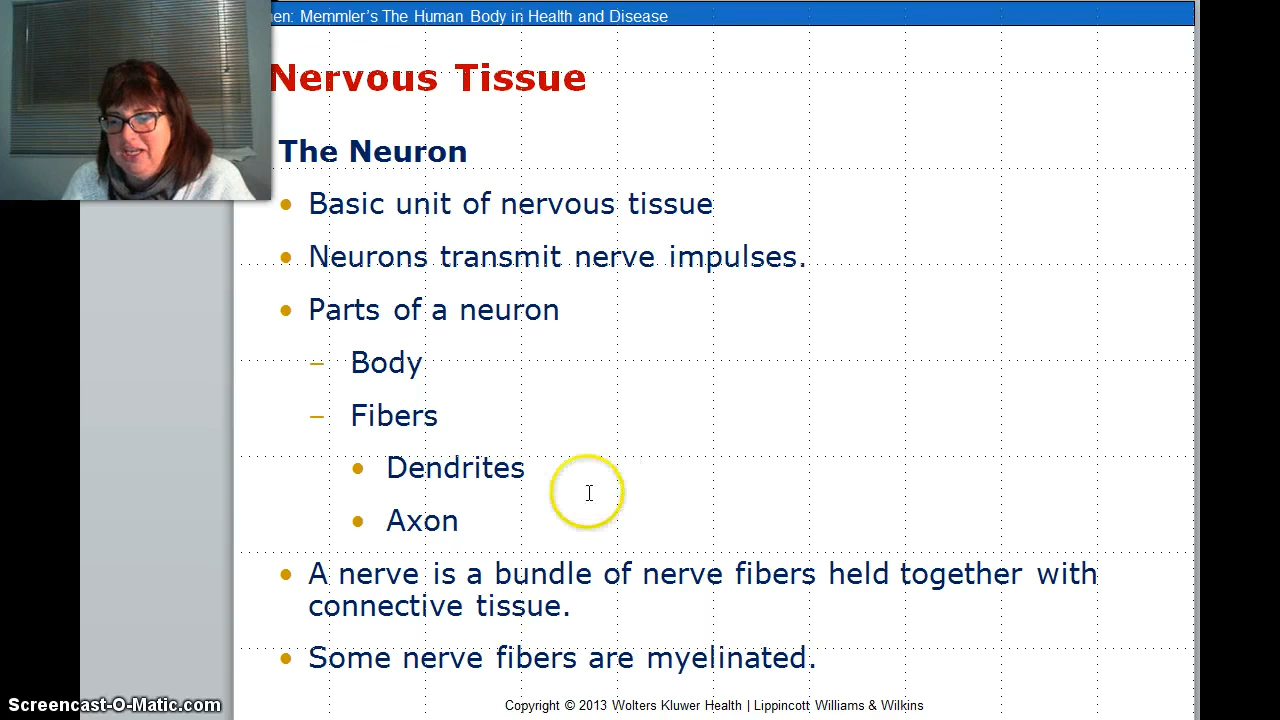 Memmler's The Human Body in Health and Disease
Nervous Tissue
The Neuron
• Basic unit of nervous tissue
• Neurons transmit nerve impulses.
• Parts of a neuron
– Body
– Fibers
• Dendrites
• Axon
• A nerve is a bundle of nerve fibers held together with
connective tissue.
• Some nerve fibers are myelinated.
Screencast-O-Matic.com
Copyright © 2013 Wolters Kluwer Health | Lippincott Williams & Wilkins